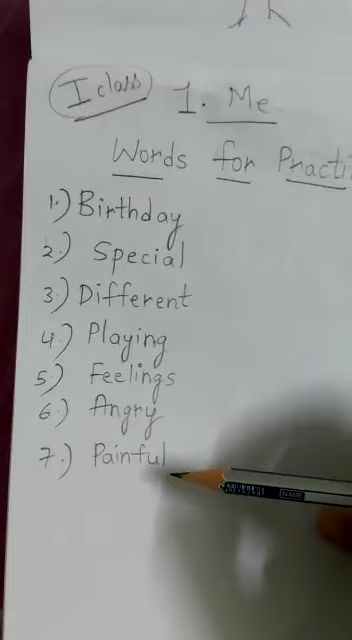 I class 1. Me
Words for Practi
1.) Birthday
2.) Special
3.) Different
4.) Playing
5.) Feelings
6.) Angry
7.) Painful